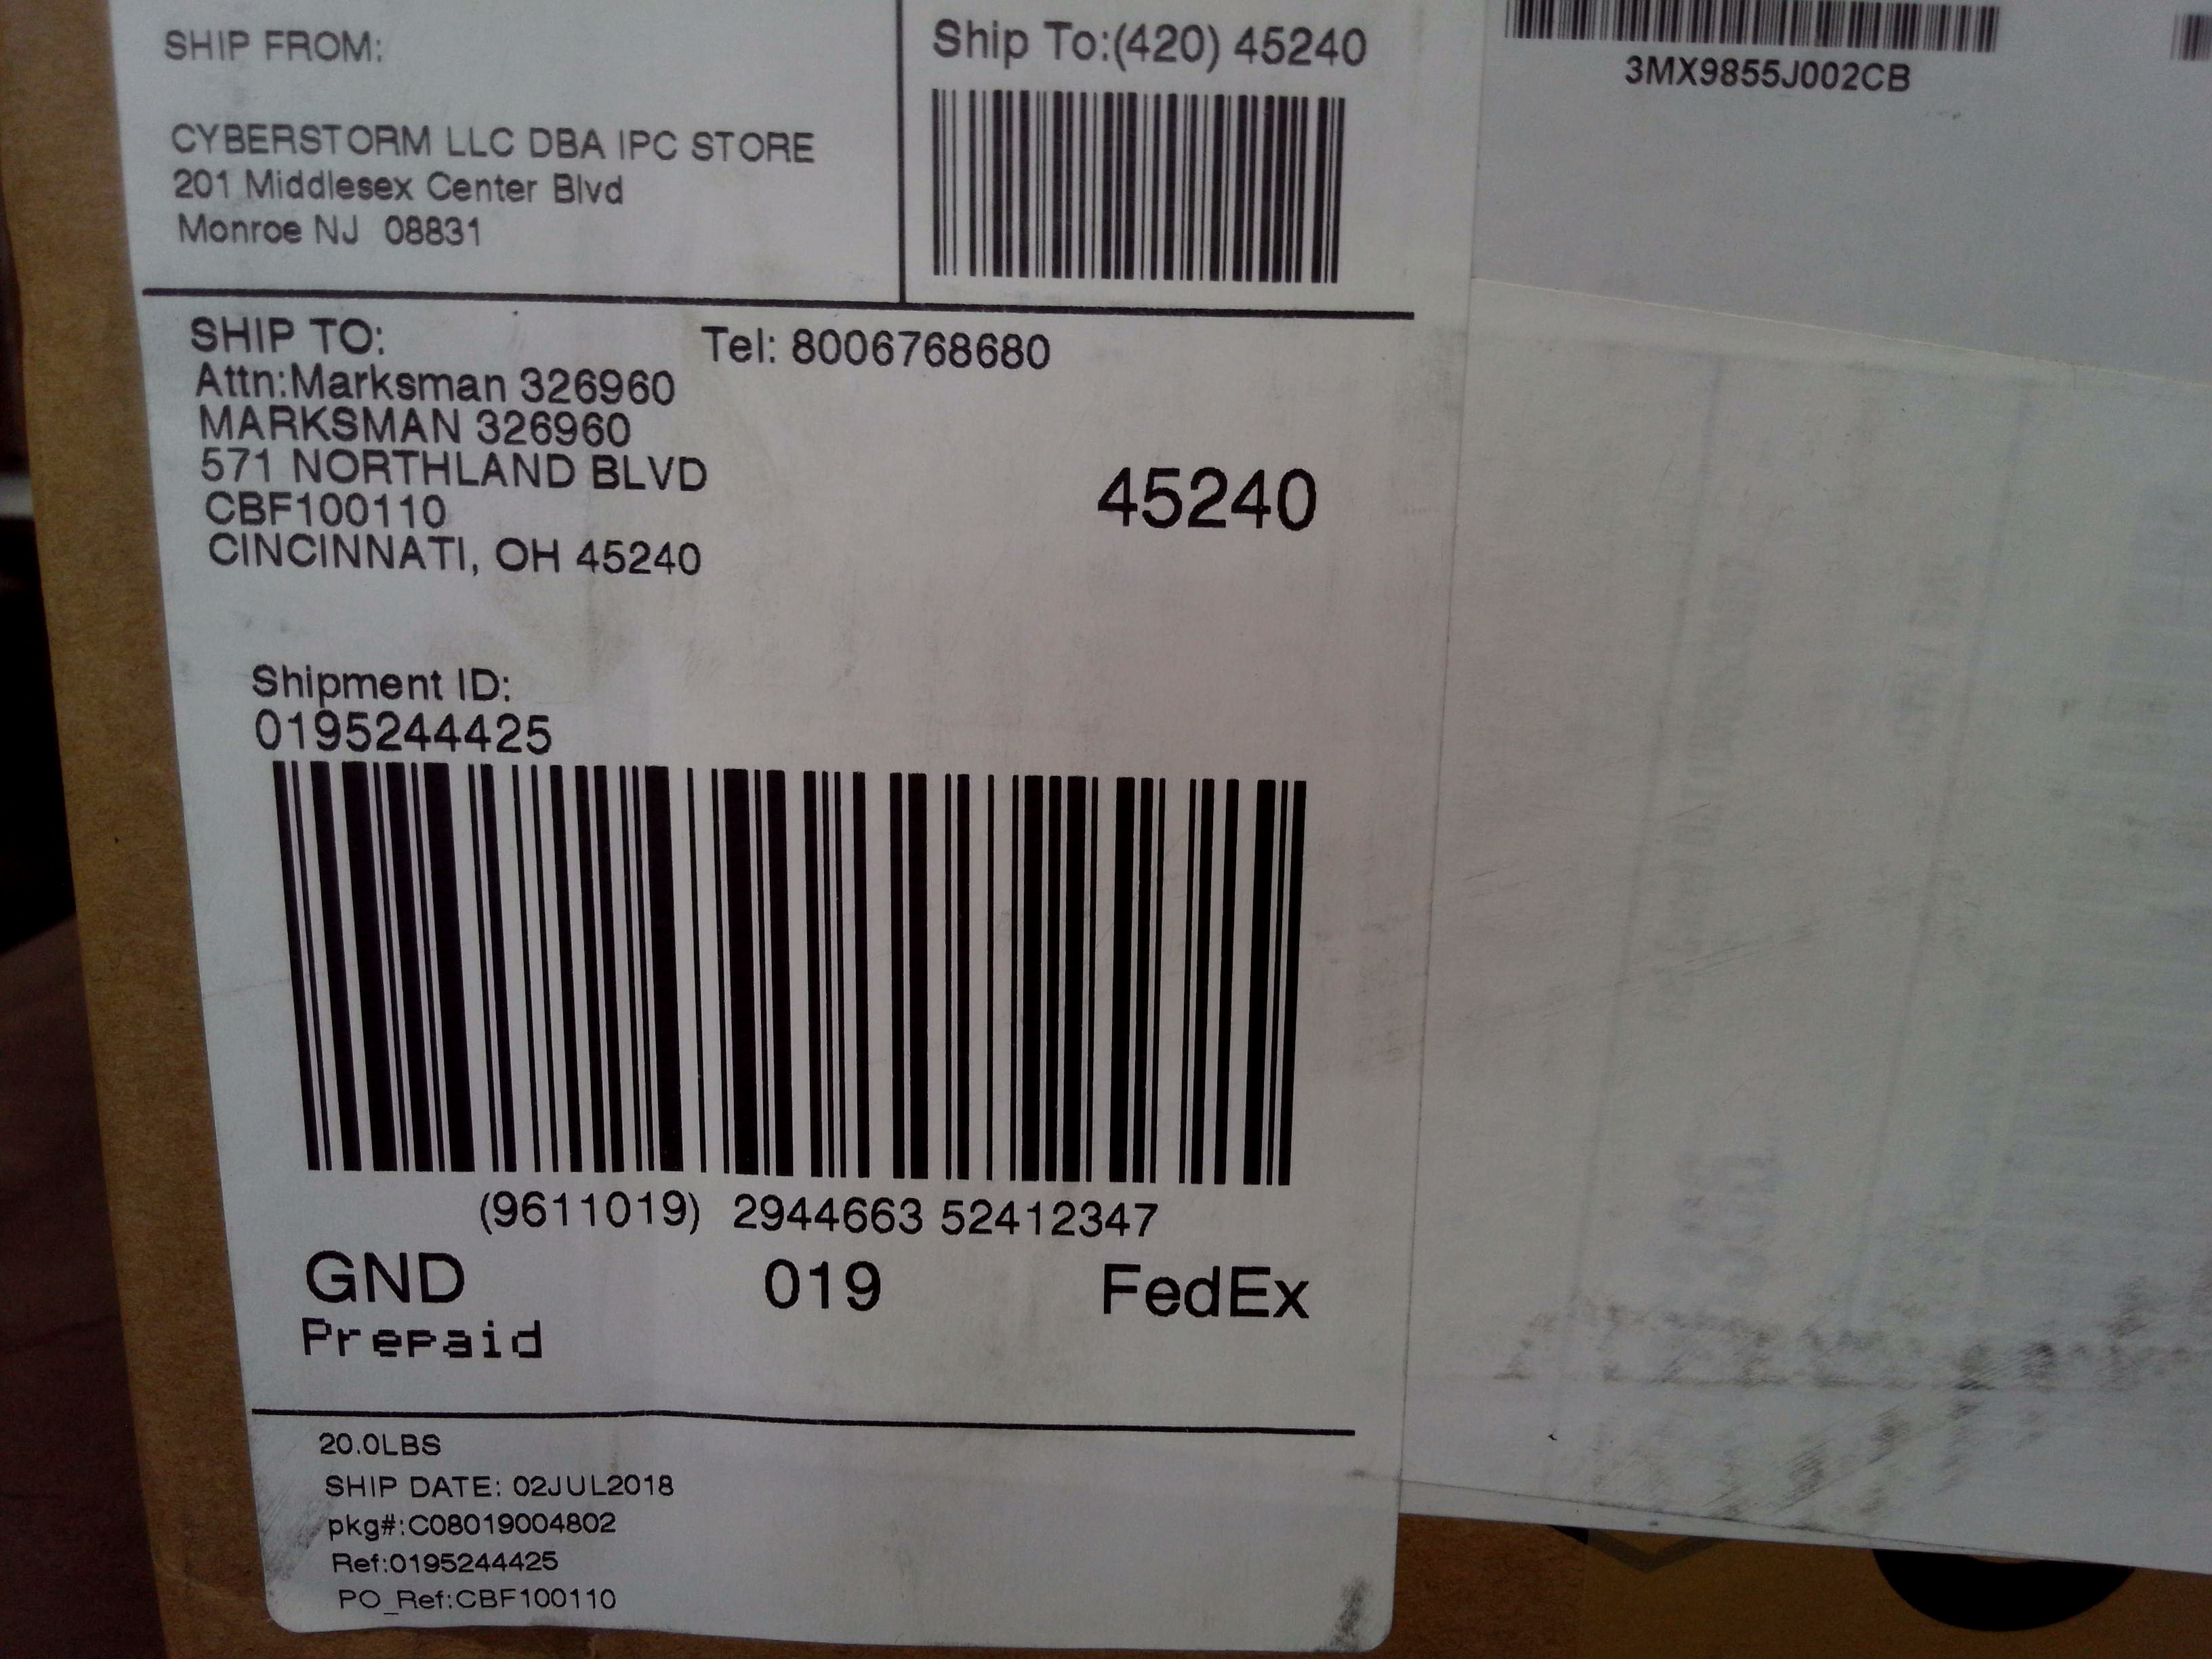 SHIP FROM:
CYBERSTORM LLC DBA IPC STORE
201 Middlesex Center Blvd
Monroe NJ 08831
Ship To:(420) 45240
3MX9855J002CB
SHIP TO:
Tel: 8006768680
Attn:Marksman 326960
MARKSMAN 326960
571 NORTHLAND BLVD
CBF100110
CINCINNATI, OH 45240
45240
Shipment ID:
0195244425
(9611019) 2944663 52412347
GND 019 FedEx
Prepaid
20.0LBS
SHIP DATE: 02JUL2018
pkg#:C08019004802
Ref:0195244425
PO_Ref:CBF100110